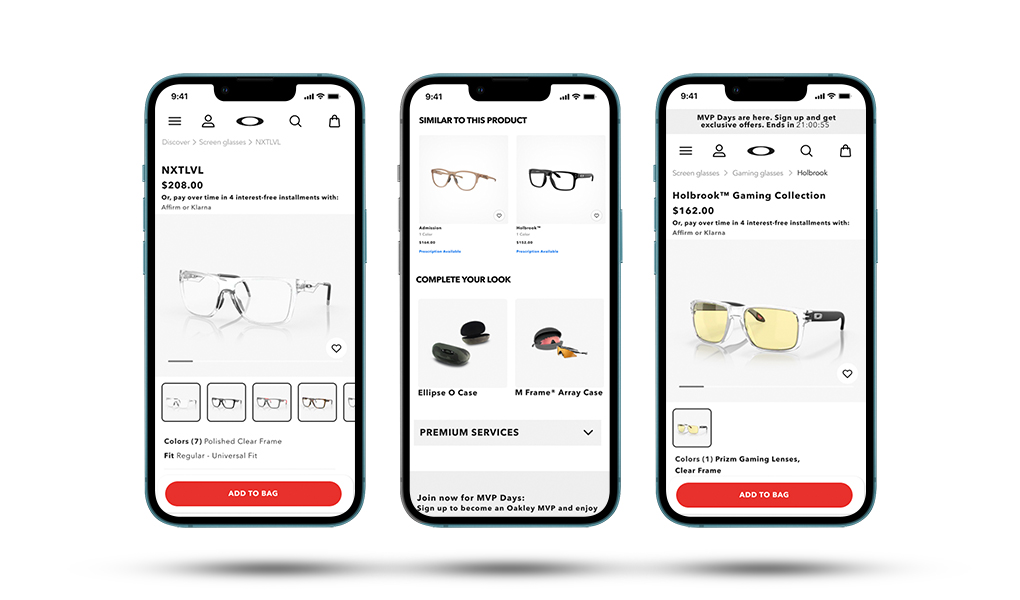 9:41
Discover > Screen glasses > NXTLVL
NXTLVL
$208.00
Or, pay over time in 4 interest-free installments with:
Affirm or Klarna
Colors (7) Polished Clear Frame
Fit Regular - Universal Fit
ADD TO BAG
9:41
SIMILAR TO THIS PRODUCT
Admission
1 Color
$164.00
Prescription Available
Holbrook™
1 Color
$153.00
Prescription Available
COMPLETE YOUR LOOK
Ellipse O Case
M Frame® Array Case
PREMIUM SERVICES
Join now for MVP Days:
Sign up to become an Oakley MVP and enjoy
9:41
MVP Days are here. Sign up and get
exclusive offers. Ends in 21:00:55
Screen glasses > Gaming glasses > Holbrook
Holbrook™ Gaming Collection
$162.00
Or, pay over time in 4 interest-free installments with:
Affirm or Klarna
Colors (1) Prizm Gaming Lenses,
Clear Frame
ADD TO BAG